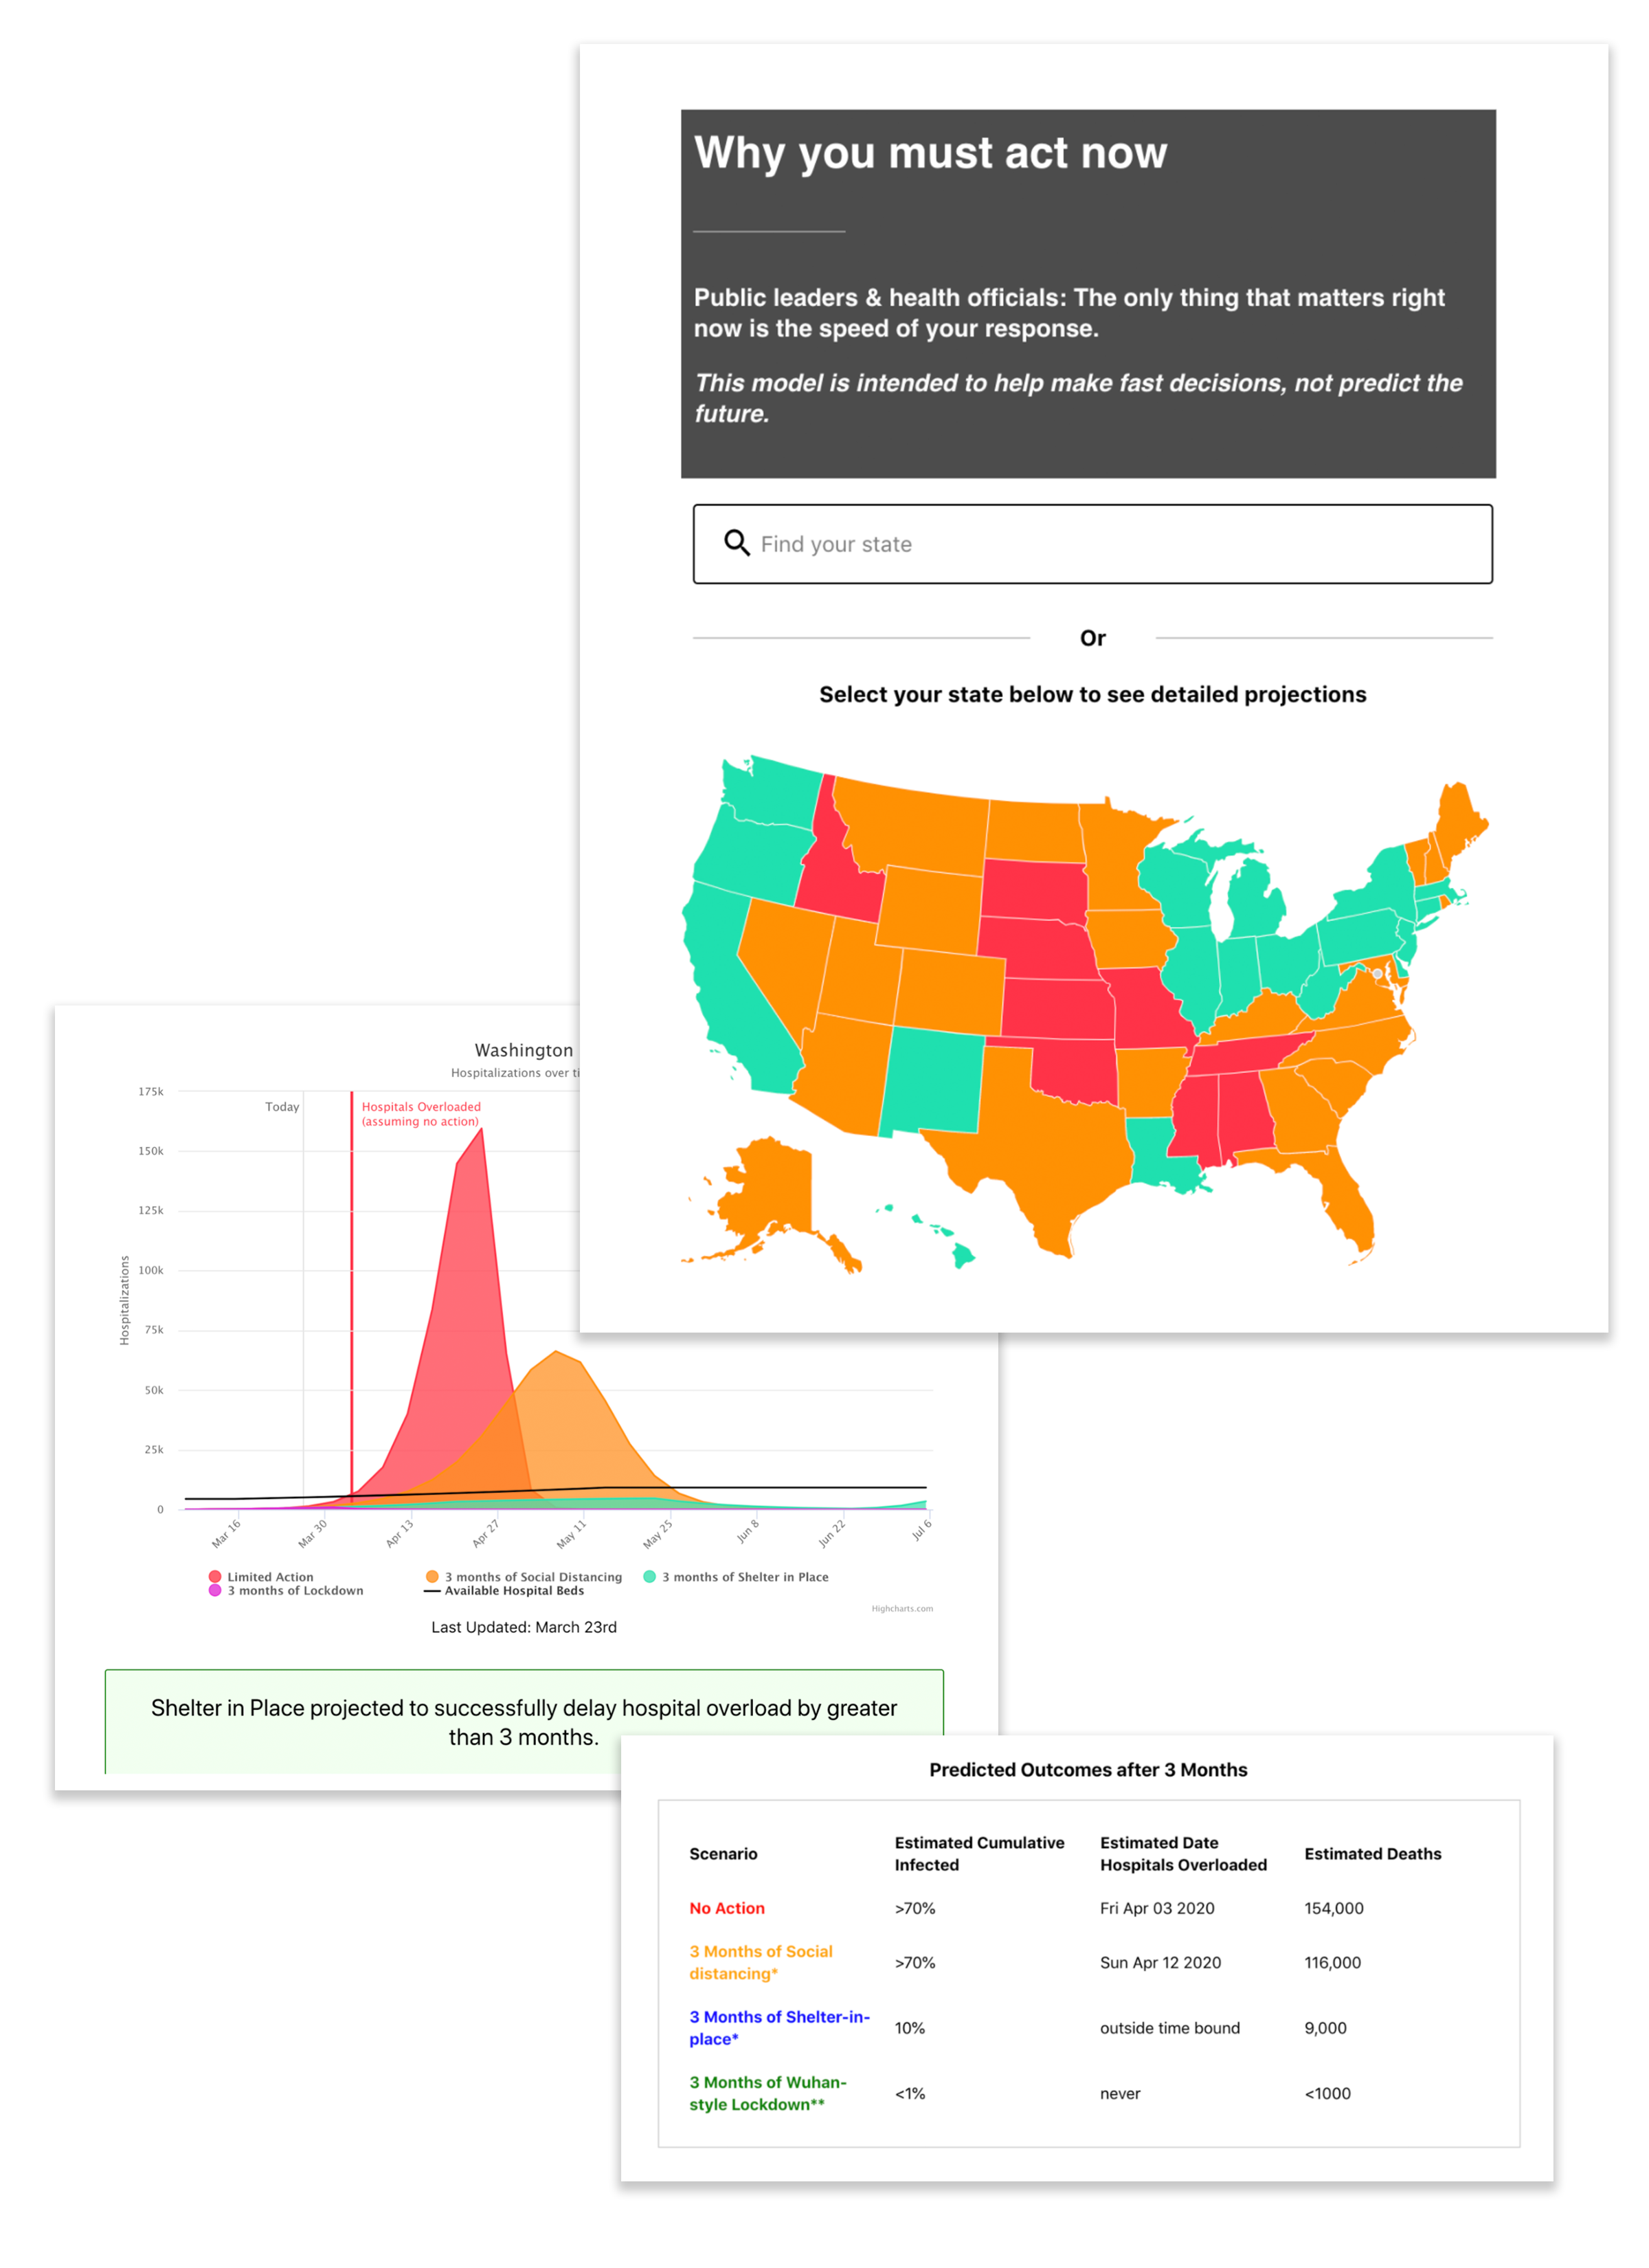 Why you must act now
Public leaders & health officials: The only thing that matters right
now is the speed of your response.
This model is intended to help make fast decisions, not predict the
future.
Find your state
Or
Select your state below to see detailed projections
Washington
Hospitalizations over
175k
150k
125k
100k
75k
50k
25k
0
Hospitalizations
Today
Hospitals Overloaded
(assuming no action)
Mar 16
Mar 30
Apr 13
Apr 27
May 11
May 25
Jun 8
Jun 22
Jul 6
Limited Action
3 months of Social Distancing
3 months of Shelter in Place
3 months of Lockdown
Available Hospital Beds
Highcharts.com
Last Updated: March 23rd
Shelter in Place projected to successfully delay hospital overload by greater
than 3 months.
Predicted Outcomes after 3 Months
Scenario
Estimated Cumulative
Infected
Estimated Date
Hospitals Overloaded
Estimated Deaths
No Action
>70%
Fri Apr 03 2020
154,000
3 Months of Social
distancing*
>70%
Sun Apr 12 2020
116,000
3 Months of Shelter-in-
place*
10%
outside time bound
9,000
3 Months of Wuhan-
style Lockdown**
<1%
never
<1000